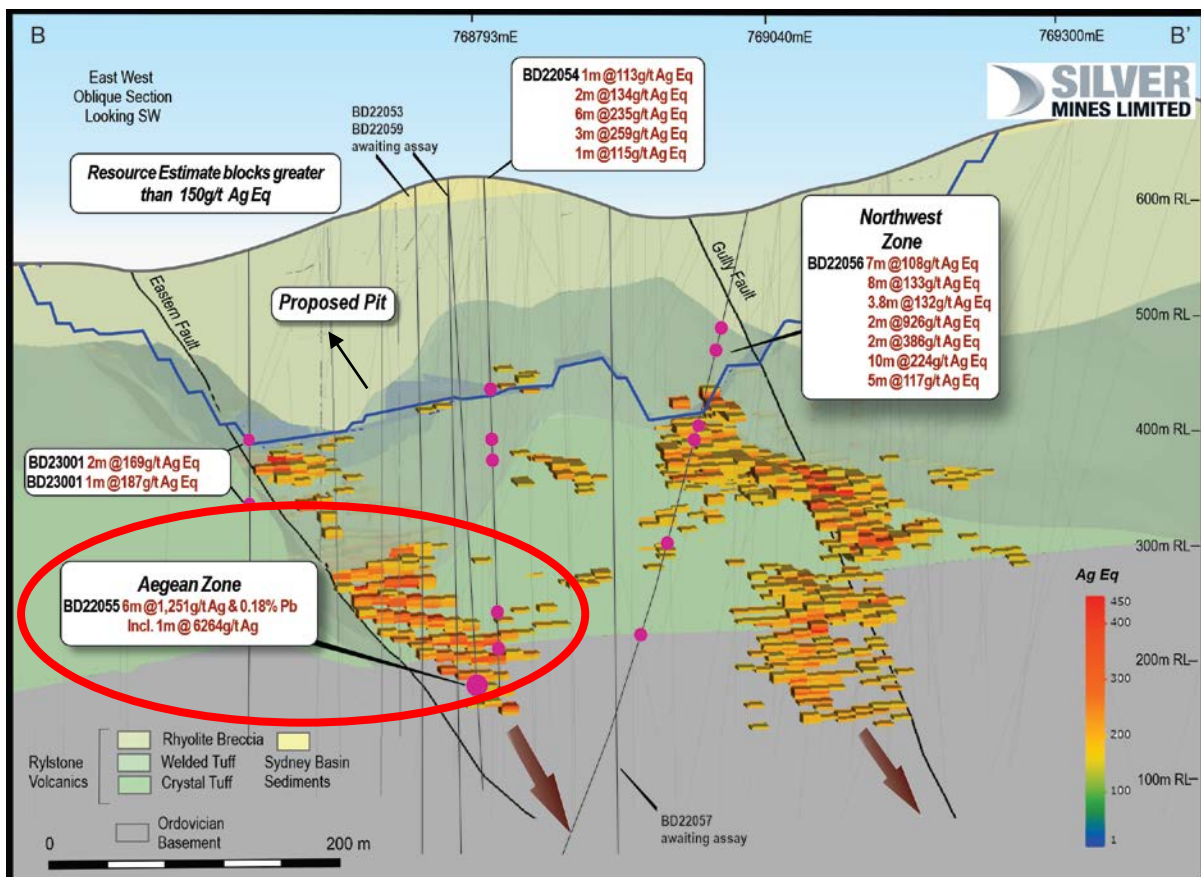 B
768793mE
769040mE
769300mE
B'
East West
Oblique Section
Looking SW
SILVER
MINES LIMITED
BD22053
BD22059
awaiting assay
BD22054 1m @113g/t Ag Eq
2m @134g/t Ag Eq
6m @235g/t Ag Eq
3m @259g/t Ag Eq
1m @115g/t Ag Eq
Resource Estimate blocks greater
than 150g/t Ag Eq
600m RL
Northwest
Zone
BD22056 7m @108g/t Ag Eq
8m @133g/t Ag Eq
3.8m @132g/t Ag Eq
2m @926g/t Ag Eq
2m @386g/t Ag Eq
10m @224g/t Ag Eq
5m @117g/t Ag Eq
Eastern Fault
Gully Fault
Proposed Pit
500m RL
400m RL
BD23001 2m @169g/t Ag Eq
BD23001 1m @187g/t Ag Eq
300m RL
Aegean Zone
BD22055 6m @1,251g/t Ag & 0.18% Pb
Incl. 1m @ 6264g/t Ag
Ag Eq
450
400
300
200
100
1
200m RL
100m RL
Rylstone
Volcanics
Rhyolite Breccia
Welded Tuff
Crystal Tuff
Sydney Basin
Sediments
Ordovician
Basement
BD22057
awaiting assay
0
200 m